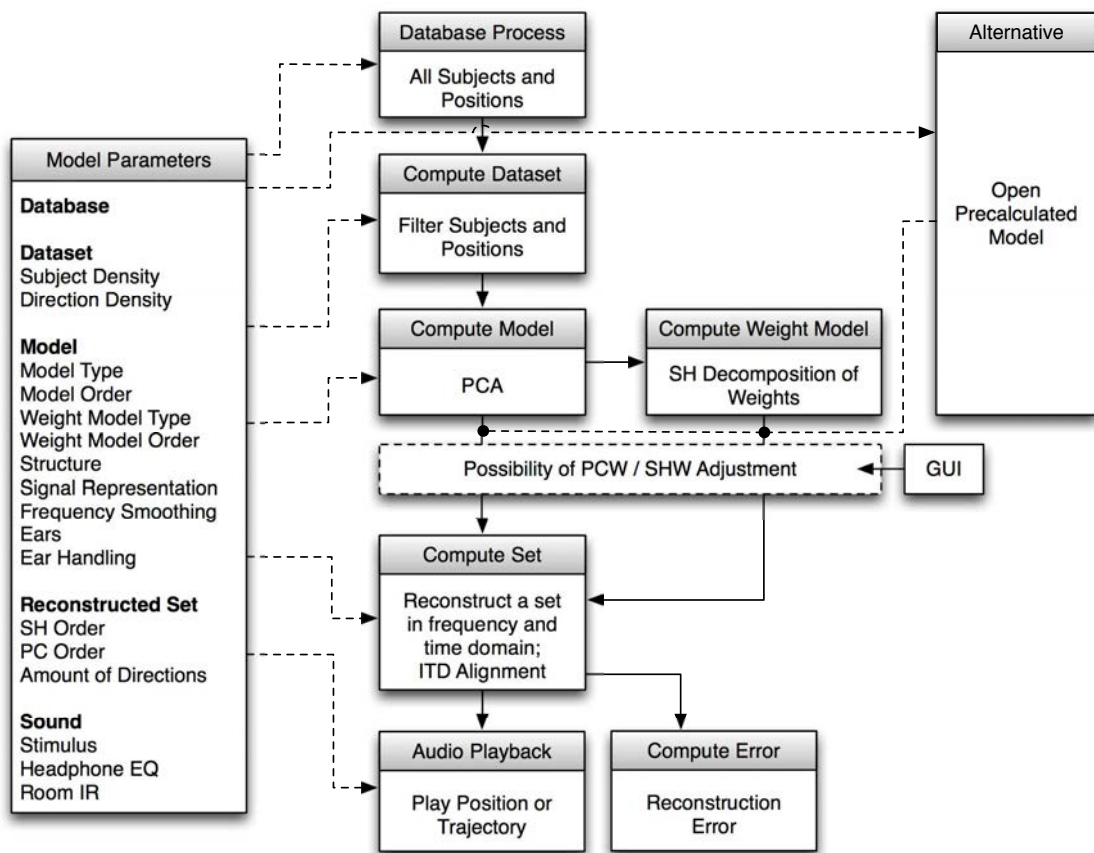 Model Parameters
Database
Dataset
Subject Density
Direction Density
Model
Model Type
Model Order
Weight Model Type
Weight Model Order
Structure
Signal Representation
Frequency Smoothing
Ears
Ear Handling
Reconstructed Set
SH Order
PC Order
Amount of Directions
Sound
Stimulus
Headphone EQ
Room IR
Database Process
All Subjects and
Positions
Compute Dataset
Filter Subjects and
Positions
Compute Model
PCA
Compute Weight Model
SH Decomposition of
Weights
Possibility of PCW / SHW Adjustment
GUI
Compute Set
Reconstruct a set
in frequency and
time domain;
ITD Alignment
Audio Playback
Play Position or
Trajectory
Compute Error
Reconstruction
Error
Alternative
Open
Precalculated
Model